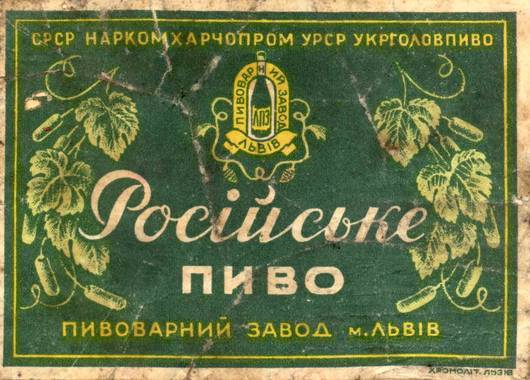 СРСР НАРКОМХАРЧОПРОМ УРСР УКРГОЛОВПИВО
ПИВОВАРНИЙ ЗАВОД
ЛПЗ
ЛЬВІВ
Російське
ПИВО
ПИВОВАРНИЙ ЗАВОД м.ЛЬВІВ
ХРОМОЛІТ. ЛЬВІВ